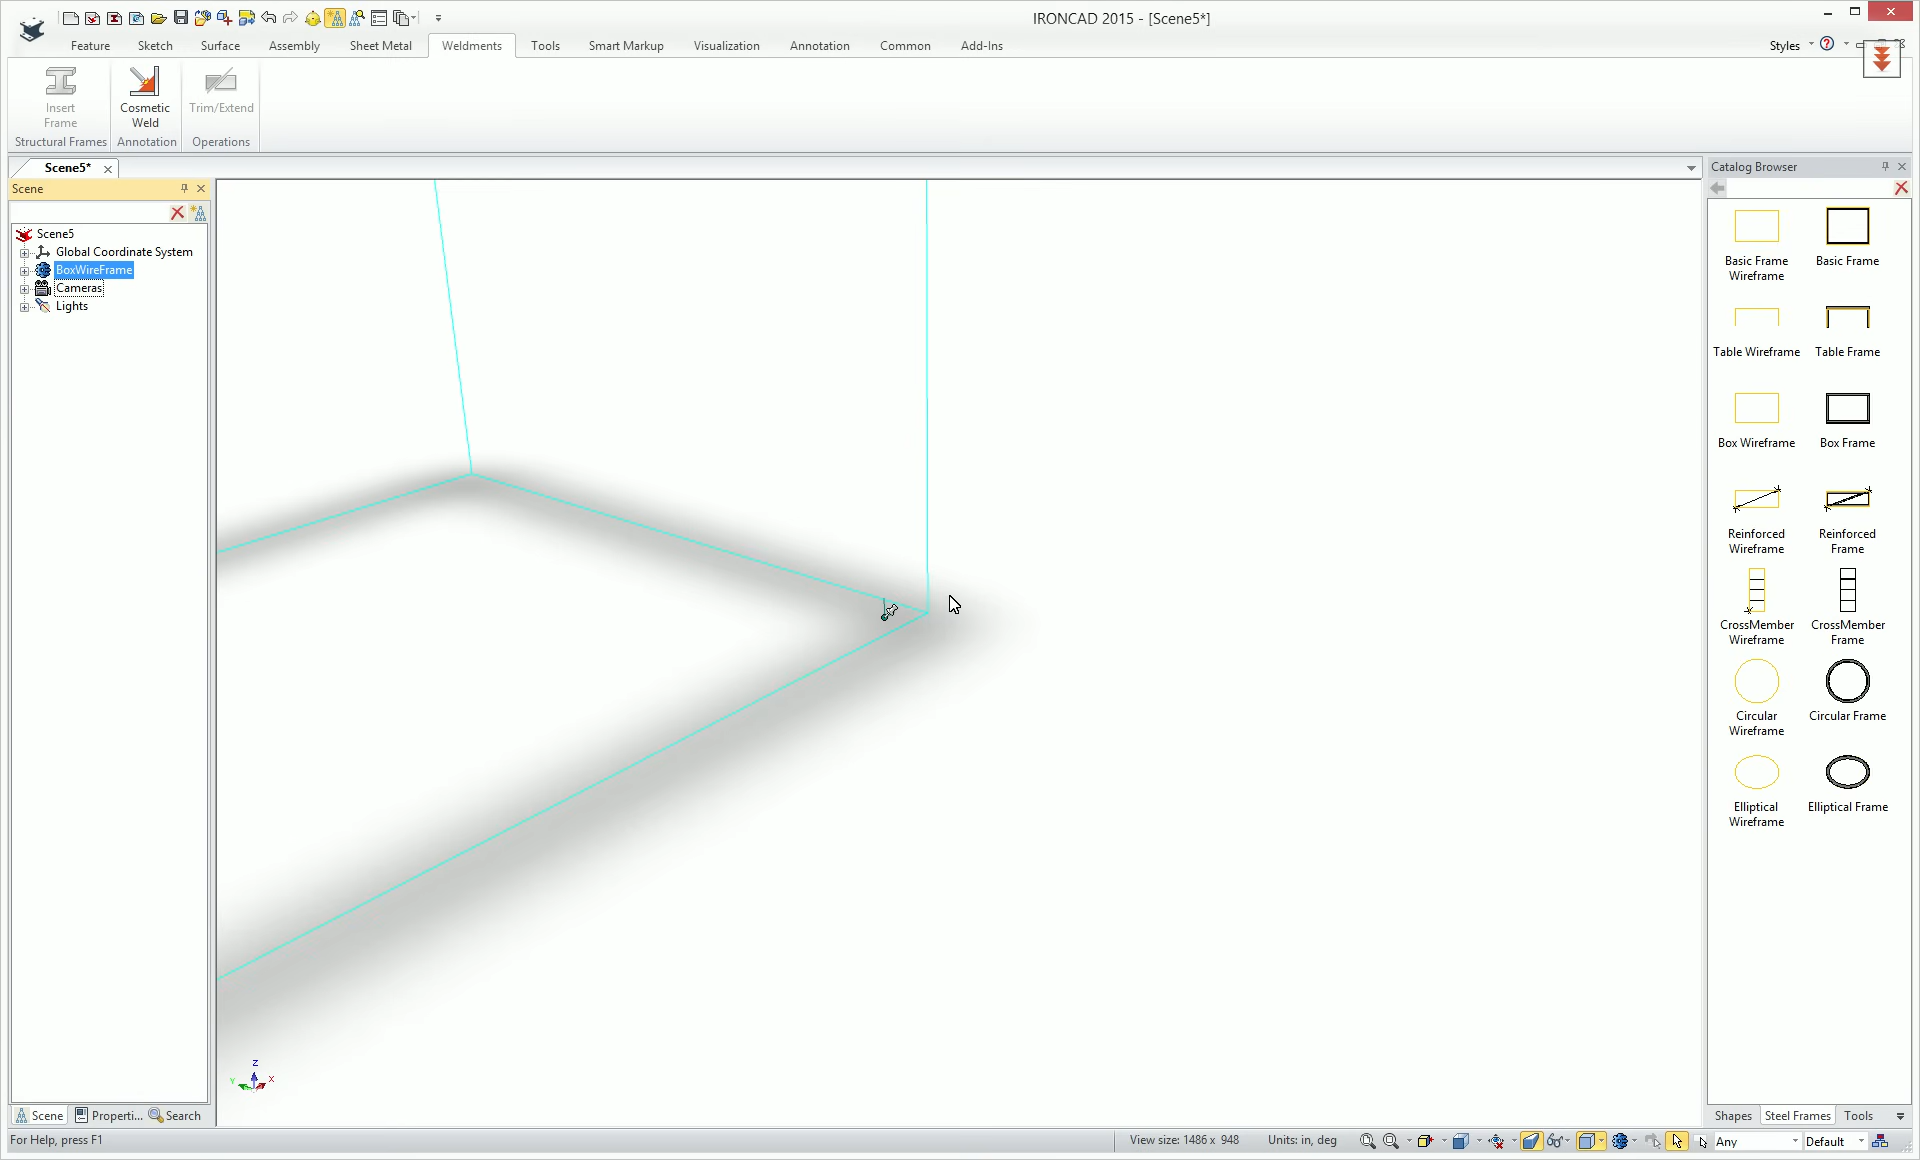 IRONCAD 2015 - [Scene5*]
Feature Sketch Surface Assembly Sheet Metal Weldments Tools Smart Markup Visualization Annotation Common Add-Ins Styles
Insert
Frame
Cosmetic
Weld
Trim/Extend
Structural Frames Annotation Operations
Scene5*
Scene
Scene5
Global Coordinate System
BoxWireFrame
Cameras
Lights
Z
Y
X
Catalog Browser
Basic Frame
Wireframe
Basic Frame
Table Wireframe
Table Frame
Box Wireframe
Box Frame
Reinforced
Wireframe
Reinforced
Frame
CrossMember
Wireframe
CrossMember
Frame
Circular
Wireframe
Circular Frame
Elliptical
Wireframe
Elliptical Frame
Scene Properti... Search
Shapes Steel Frames Tools
For Help, press F1
View size: 1486 x 948 Units: in, deg Any Default